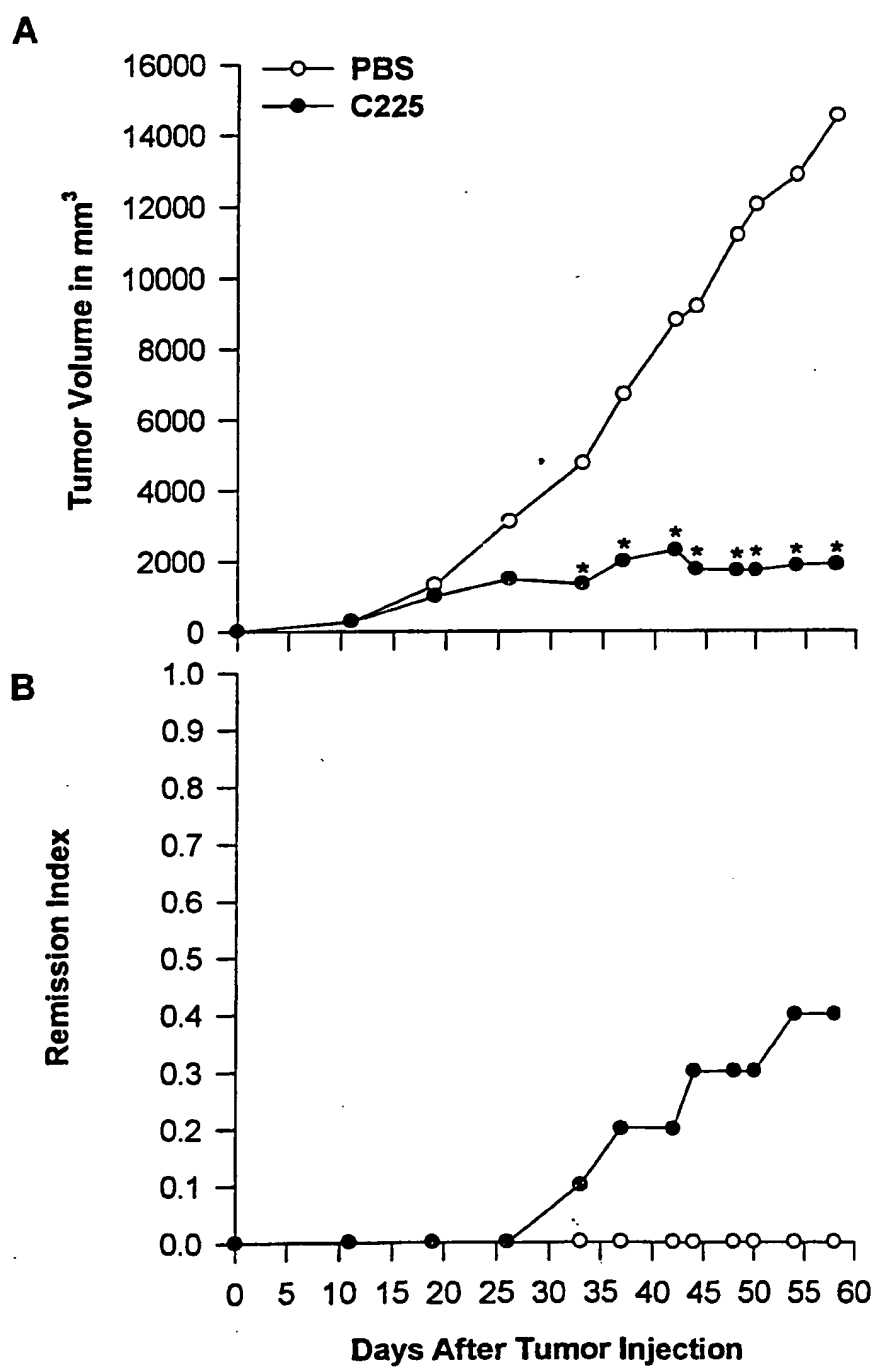 A
PBS
C225
16000
14000
12000
10000
8000
6000
4000
2000
0
Tumor Volume in mm³
* * * * * * * *
B
1.0
0.9
0.8
0.7
0.6
0.5
0.4
0.3
0.2
0.1
0.0
Remission Index
0 5 10 15 20 25 30 35 40 45 50 55 60
Days After Tumor Injection